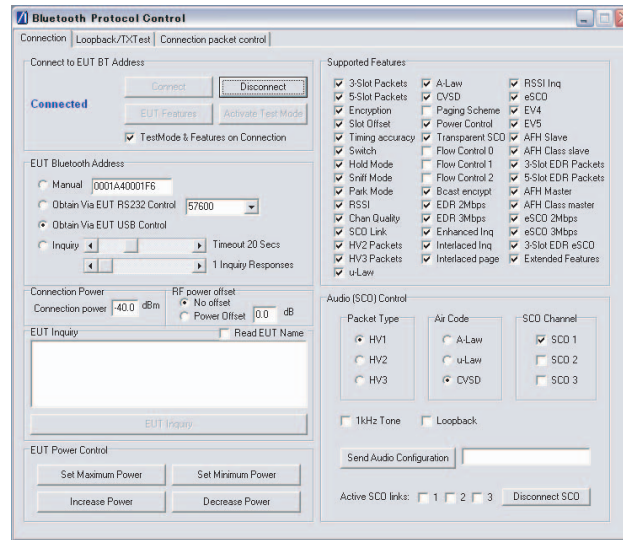 Bluetooth Protocol Control
Connection Loopback/TXTest Connection packet control
Connect to EUT BT Address
Connect Disconnect
Connected
EUT Features Activate Test Mode
TestMode & Features on Connection
EUT Bluetooth Address
Manual 0001A40001F6
Obtain Via EUT RS232 Control 57600
Obtain Via EUT USB Control
Inquiry Timeout 20 Secs
1 Inquiry Responses
Connection Power
Connection power -40.0 dBm
RF power offset
No offset
Power Offset 0.0 dB
EUT Inquiry Read EUT Name
EUT Inquiry
EUT Power Control
Set Maximum Power Set Minimum Power
Increase Power Decrease Power
Supported Features
3-Slot Packets A-Law RSSI Inq
5-Slot Packets CVSD eSCO
Encryption Paging Scheme EV4
Slot Offset Power Control EV5
Timing accuracy Transparent SCO AFH Slave
Switch Flow Control 0 AFH Class slave
Hold Mode Flow Control 1 3-Slot EDR Packets
Sniff Mode Flow Control 2 5-Slot EDR Packets
Park Mode Bcast encrypt AFH Master
RSSI EDR 2Mbps AFH Class master
Chan Quality EDR 3Mbps eSCO 2Mbps
SCO Link Enhanced Inq eSCO 3Mbps
HV2 Packets Interlaced Inq 3-Slot EDR eSCO
HV3 Packets Interlaced page Extended Features
u-Law
Audio (SCO) Control
Packet Type Air Code SCO Channel
HV1 A-Law SCO 1
HV2 u-Law SCO 2
HV3 CVSD SCO 3
1kHz Tone Loopback
Send Audio Configuration
Active SCO links: 1 2 3 Disconnect SCO